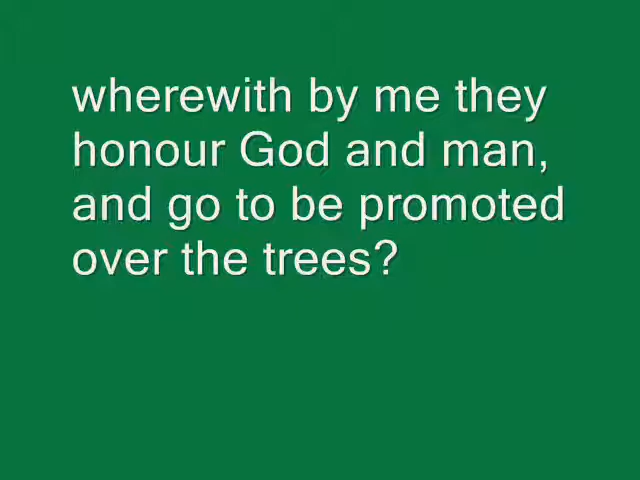 wherewith by me they
honour God and man,
and go to be promoted
over the trees?